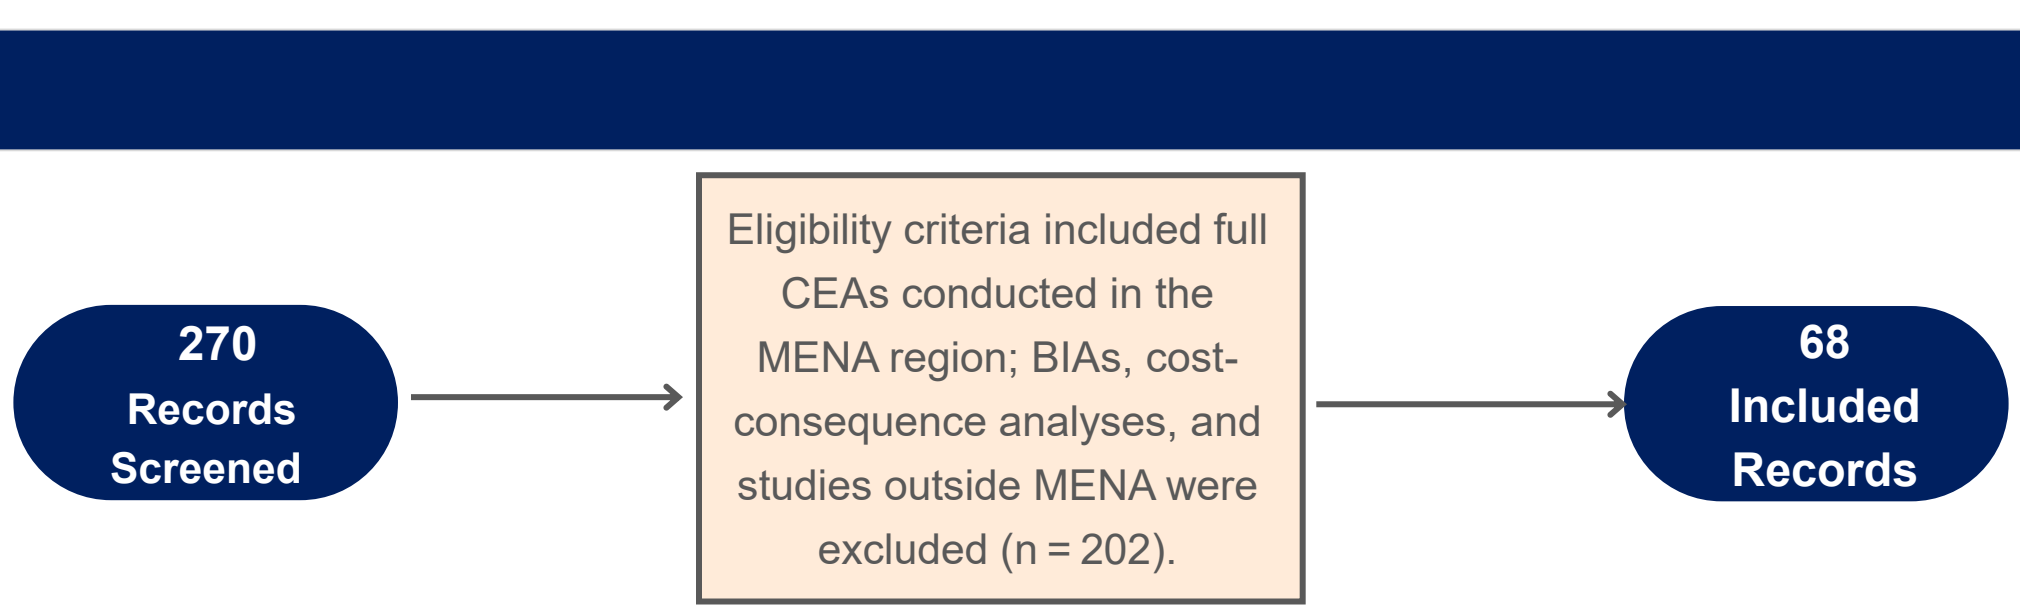 270
Records
Screened
Eligibility criteria included full
CEAs conducted in the
MENA region; BIAs, cost-
consequence analyses, and
studies outside MENA were
excluded (n = 202).
68
Included
Records